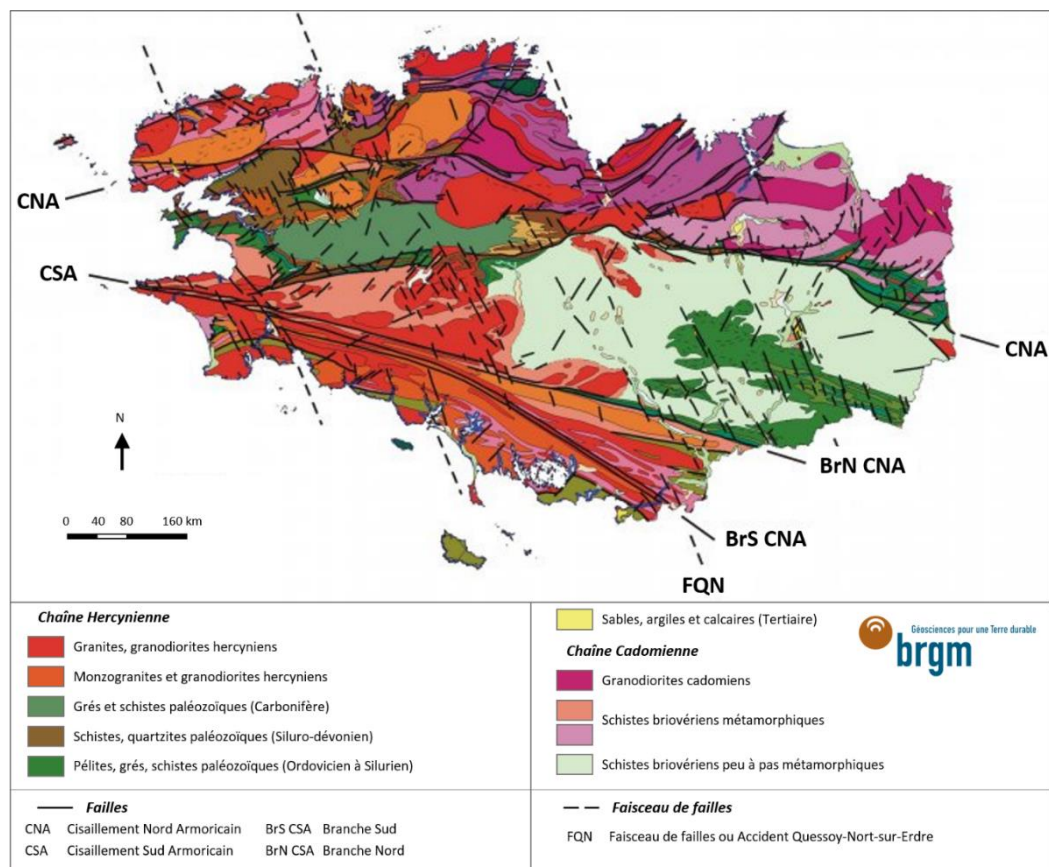 CNA
CSA
N
0 40 80 160 km
CNA
BrN CNA
BrS CNA
FQN
Chaîne Hercynienne
Granites, granodiorites hercyniens
Monzogranites et granodiorites hercyniens
Grés et schistes paléozoïques (Carbonifère)
Schistes, quartzites paléozoïques (Siluro-dévonien)
Pélites, grés, schistes paléozoïques (Ordovicien à Silurien)
Sables, argiles et calcaires (Tertiaire)
Chaîne Cadomienne
Granodiorites cadomiens
Schistes briovériens métamorphiques
Schistes briovériens peu à pas métamorphiques
Géosciences pour une Terre durable
brgm
Failles
CNA Cisaillement Nord Armoricain BrS CSA Branche Sud
CSA Cisaillement Sud Armoricain BrN CSA Branche Nord
Faisceau de failles
FQN Faisceau de failles ou Accident Quessoy-Nort-sur-Erdre